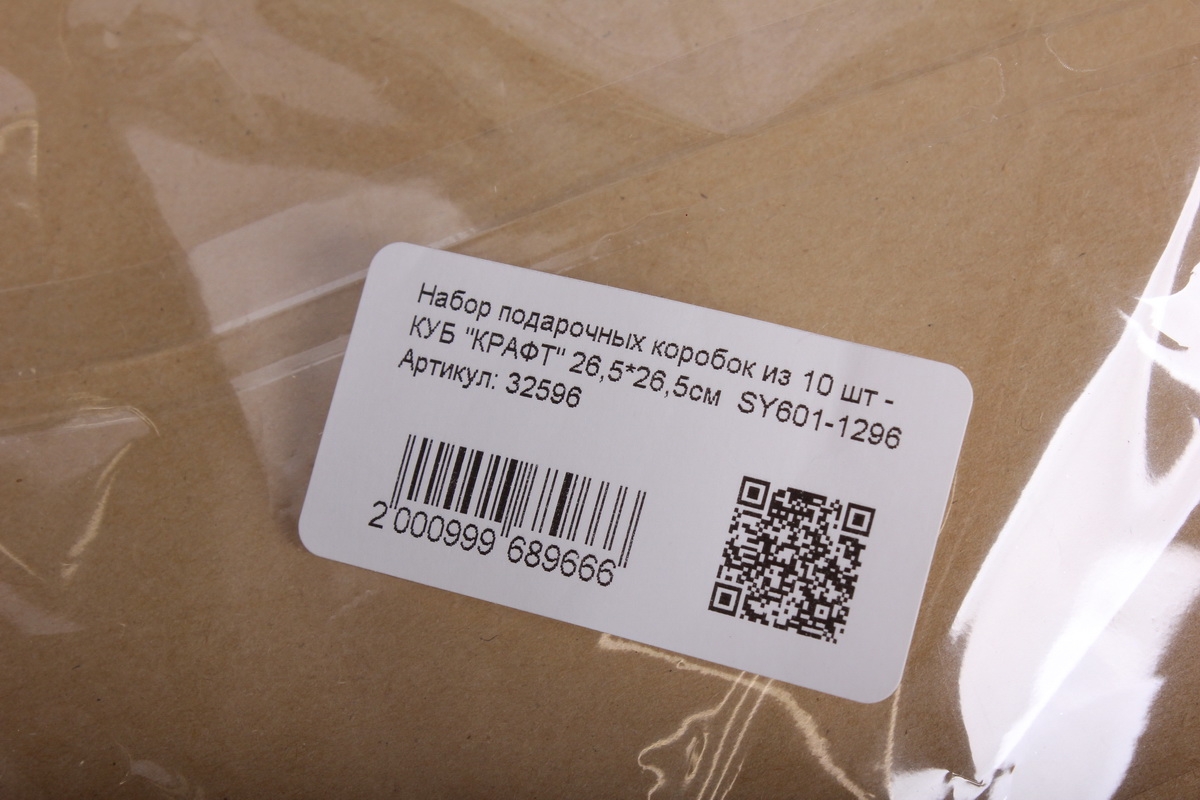 Набор подарочных коробок из 10 шт -
КУБ "КРАФТ" 26,5*26,5см SY601-1296
Артикул: 32596
2 000999 689666